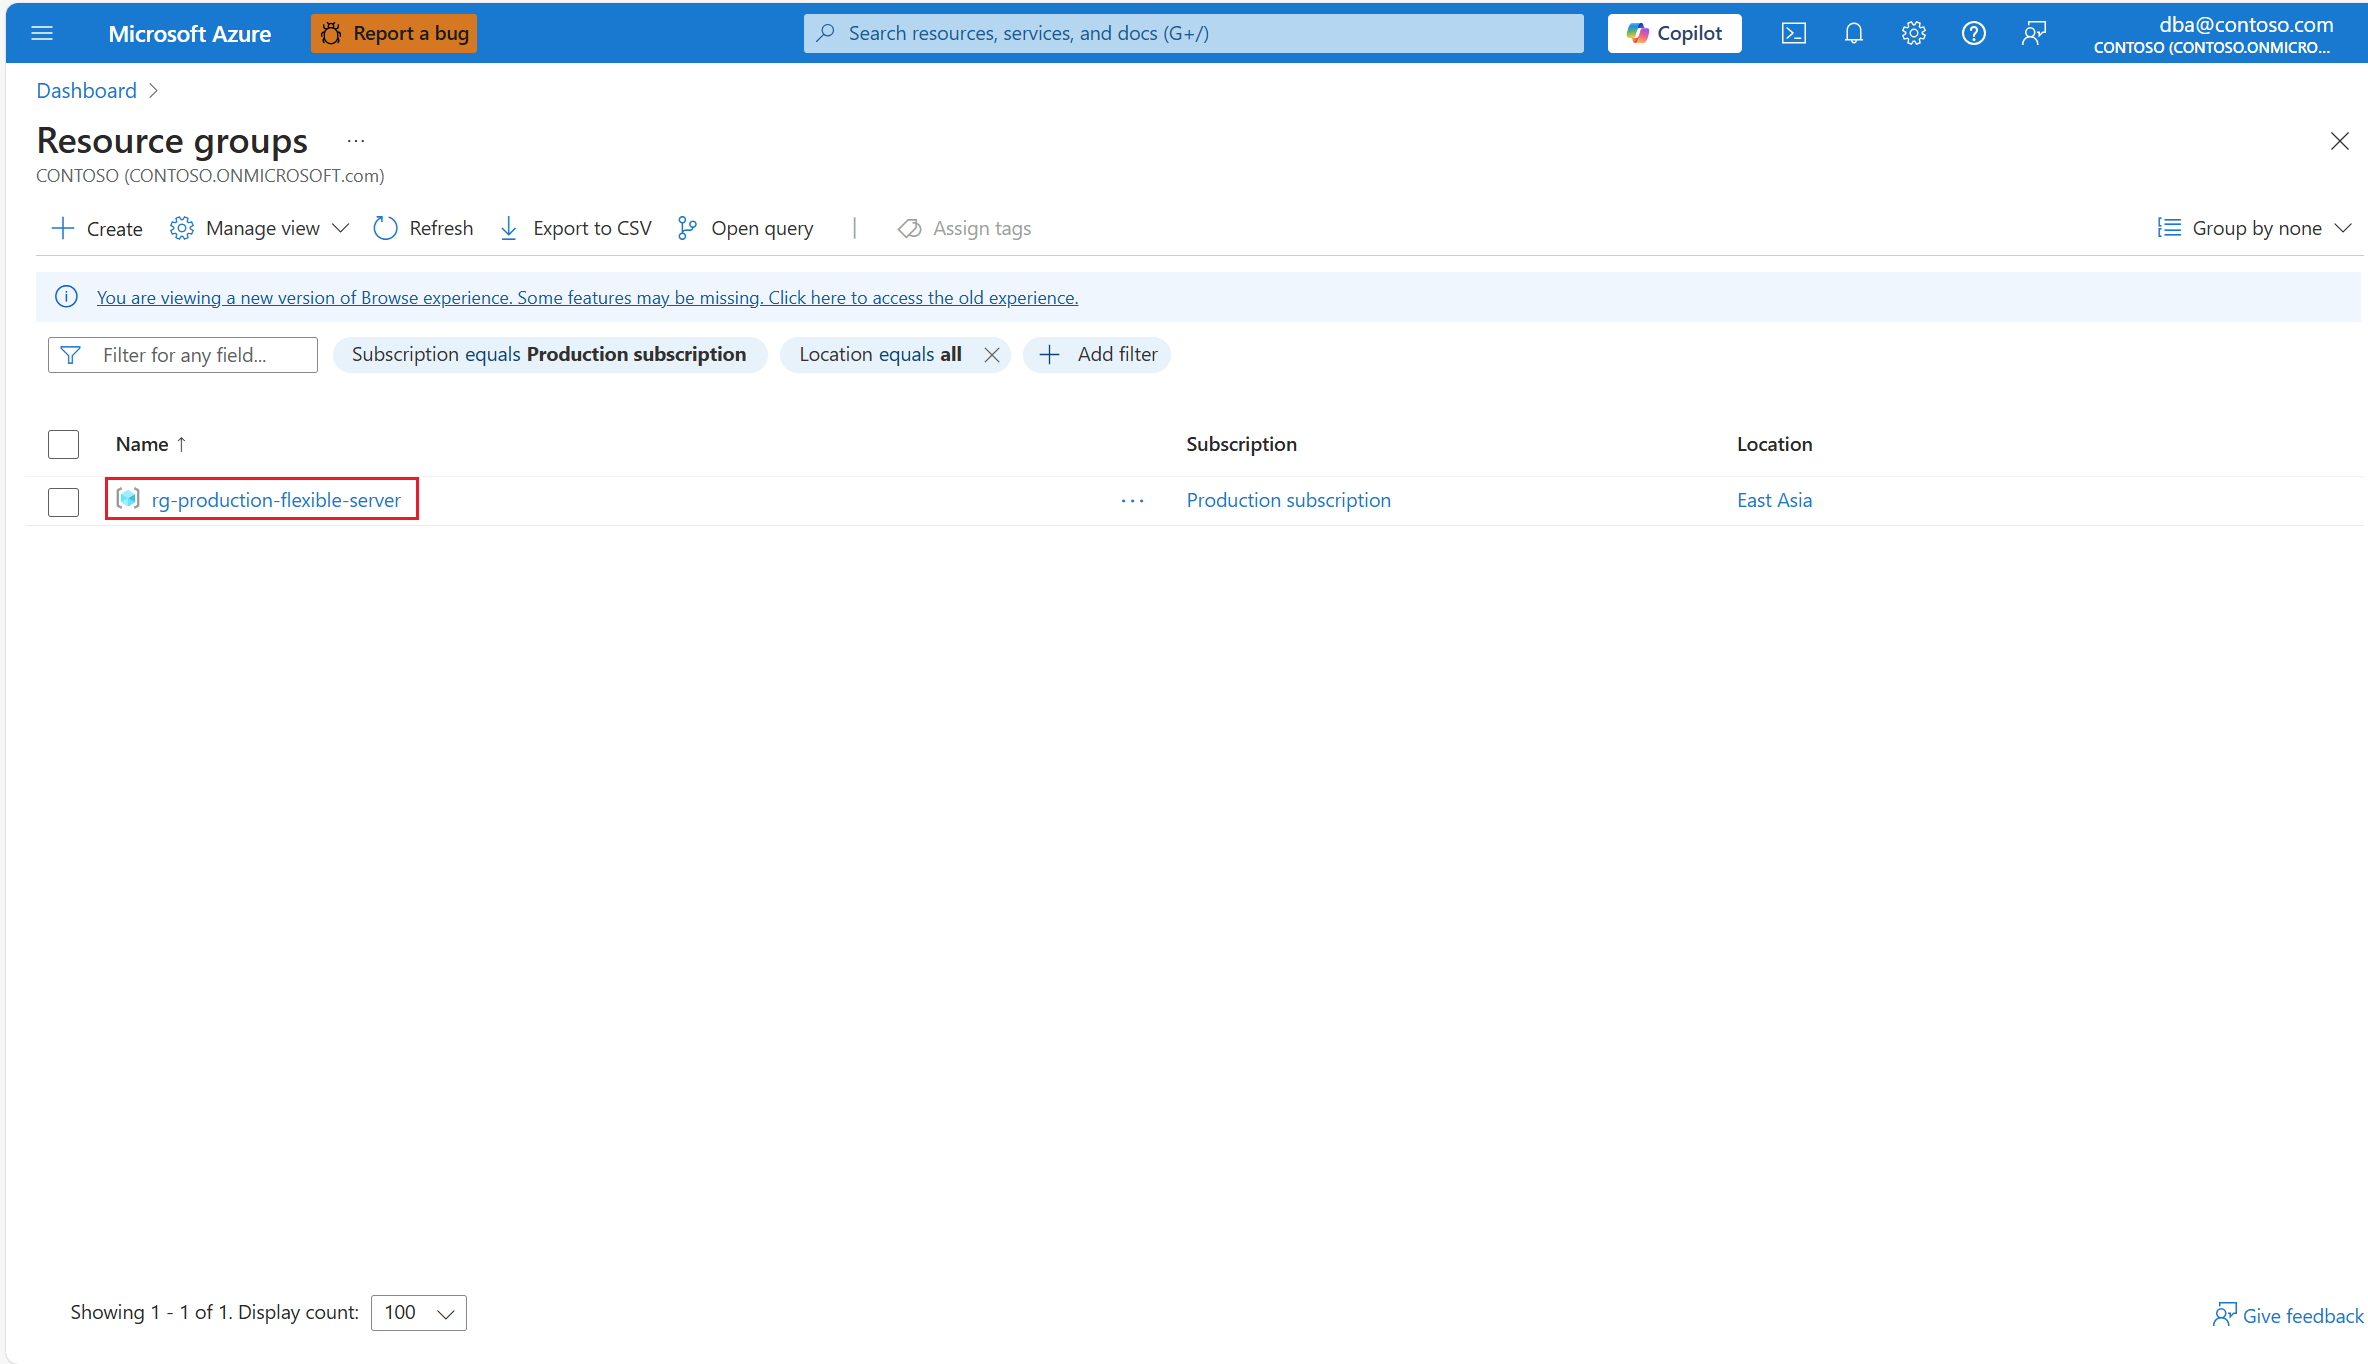 Microsoft Azure
Report a bug
Search resources, services, and docs (G+/)
Copilot
dba@contoso.com
CONTOSO (CONTOSO.ONMICRO...
Dashboard
Resource groups
...
CONTOSO (CONTOSO.ONMICROSOFT.com)
Create
Manage view
Refresh
Export to CSV
Open query
Assign tags
Group by none
You are viewing a new version of Browse experience. Some features may be missing. Click here to access the old experience.
Filter for any field...
Subscription equals Production subscription
Location equals all
Add filter
Name ↑
Subscription
Location
rg-production-flexible-server
...
Production subscription
East Asia
Showing 1 - 1 of 1. Display count:
100
Give feedback